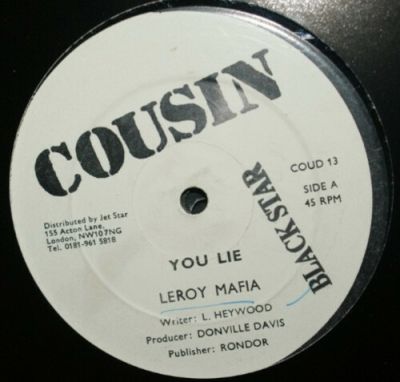 COUSIN
COUD 13
SIDE A
45 RPM
BLACK STAR
Distributed by Jet Star
155 Acton Lane,
London, NW107NG
Tel. 0181-961 5818
YOU LIE
LEROY MAFIA
Writer: L. HEYWOOD
Producer: DONVILLE DAVIS
Publisher: RONDOR